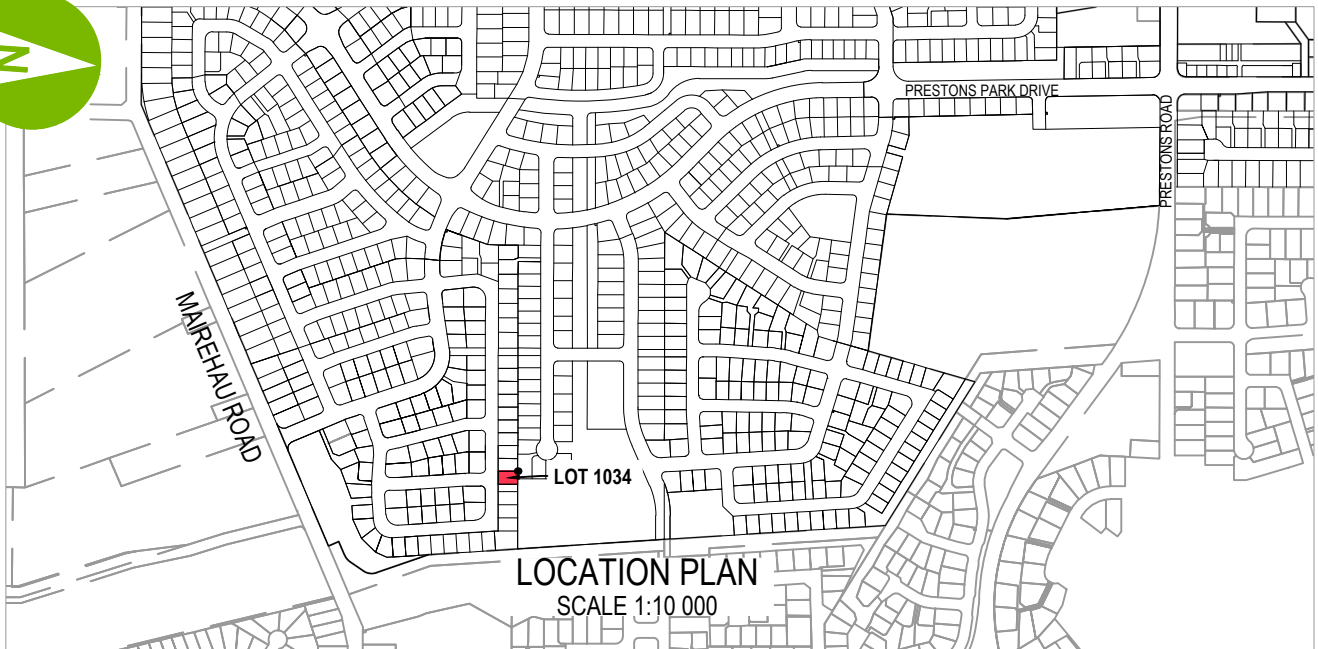 N
PRESTONS PARK DRIVE
PRESTONS ROAD
MAIREHAU ROAD
LOT 1034
LOCATION PLAN
SCALE 1:10 000